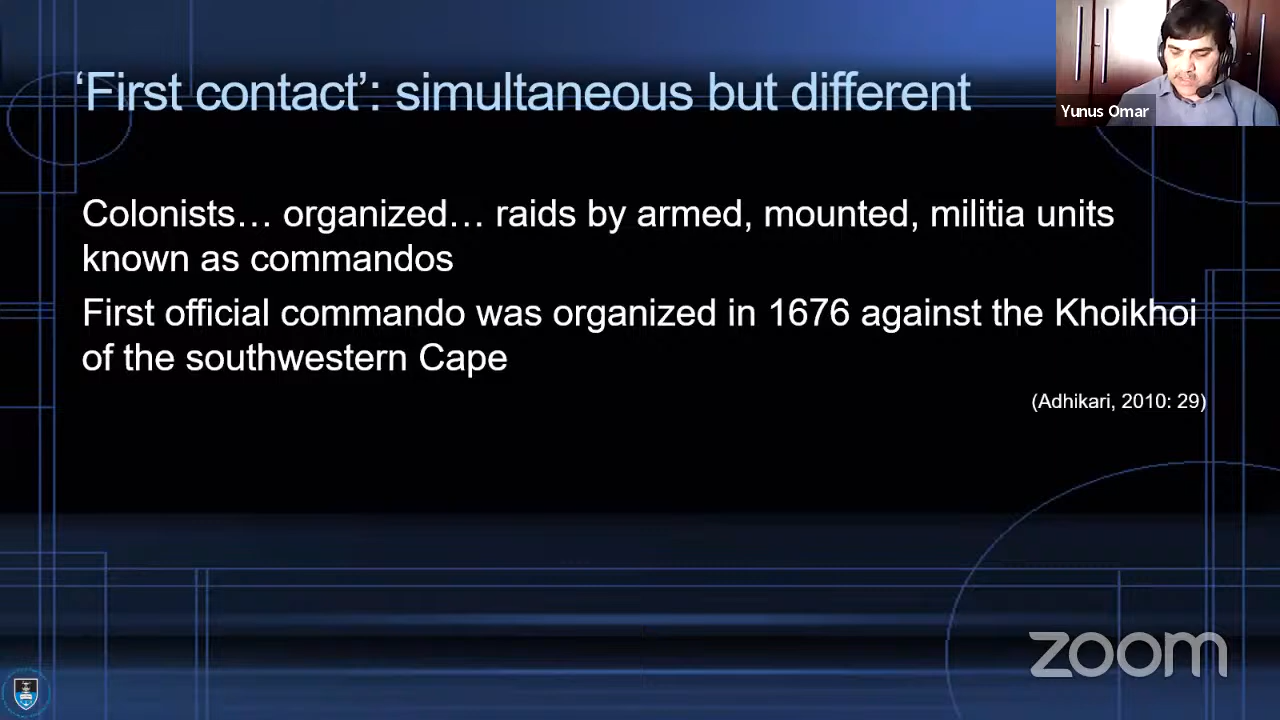 ‘First contact’: simultaneous but different
Yunus Omar
Colonists… organized… raids by armed, mounted, militia units
known as commandos
First official commando was organized in 1676 against the Khoikhoi
of the southwestern Cape
(Adhikari, 2010: 29)
zoom